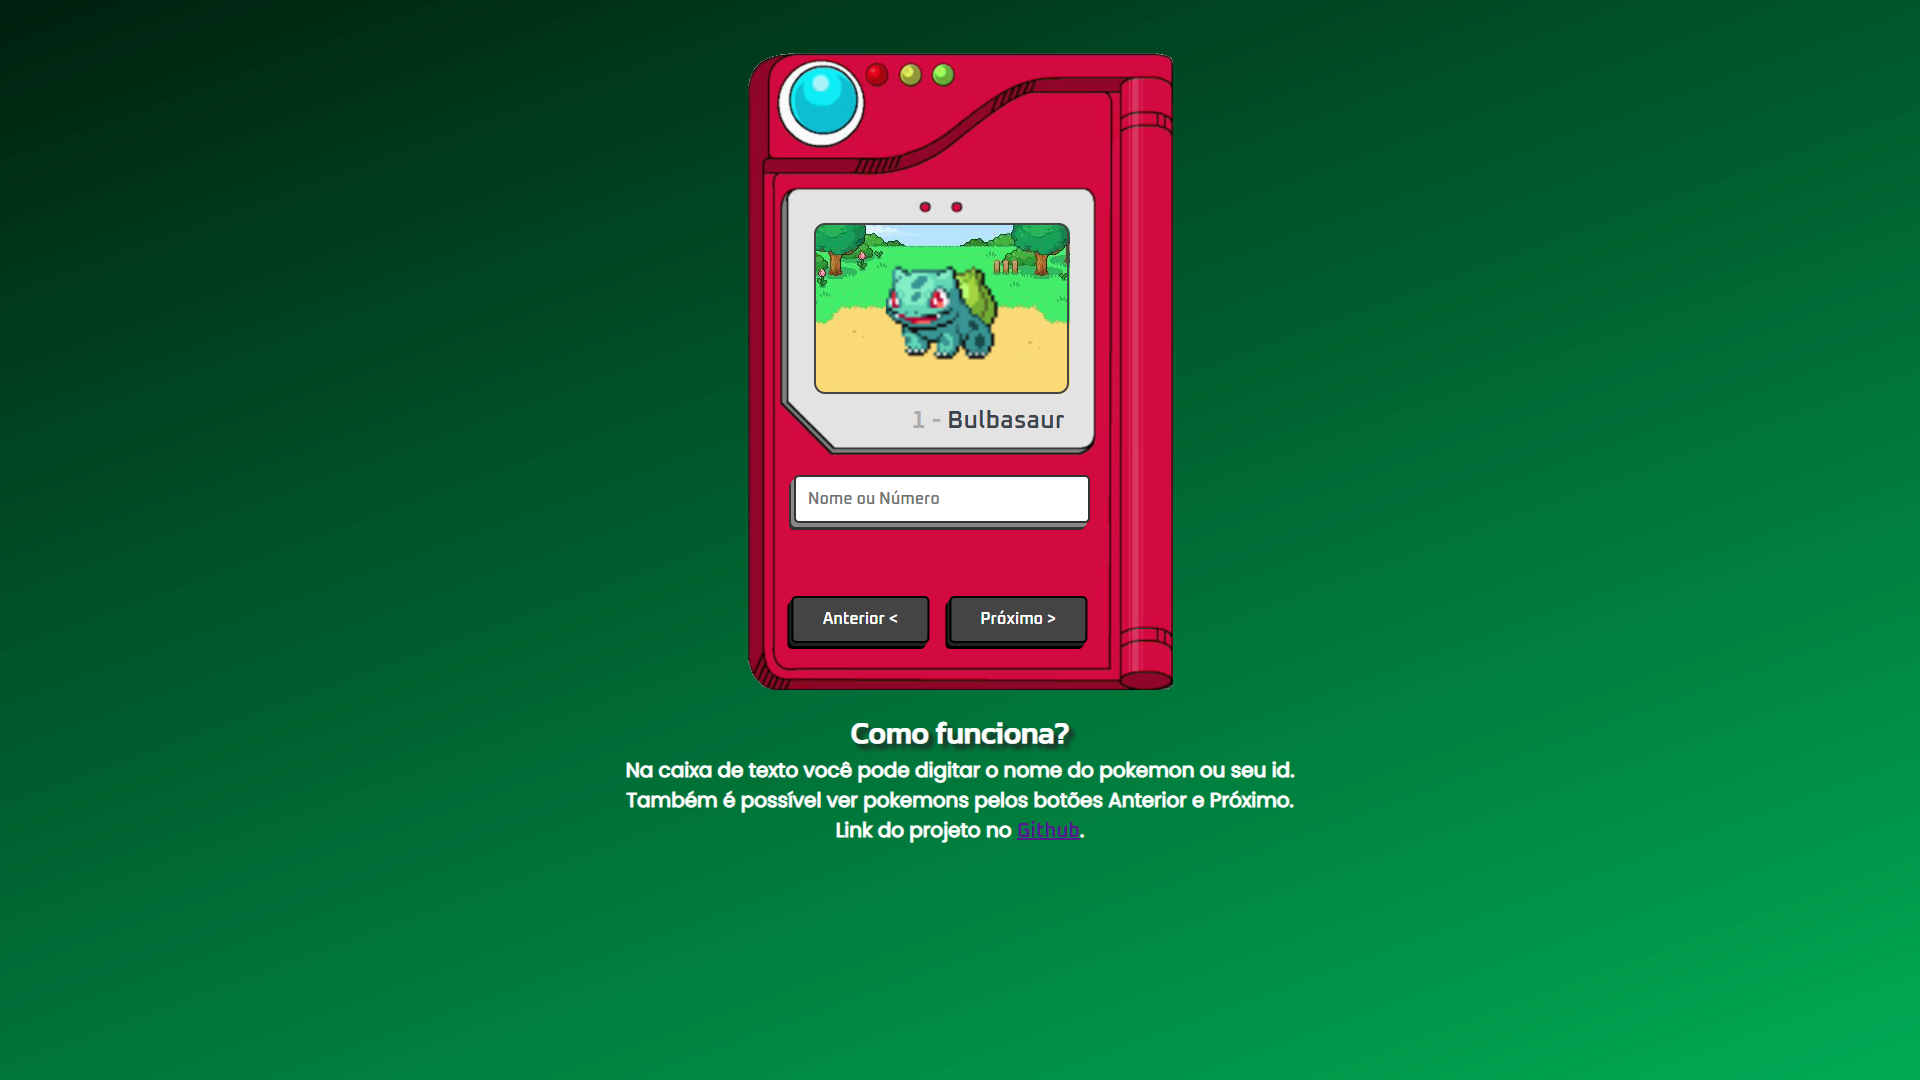 1 - Bulbasaur
Nome ou Número
Anterior < Próximo >
Como funciona?
Na caixa de texto você pode digitar o nome do pokemon ou seu id.
Também é possível ver pokemons pelos botões Anterior e Próximo.
Link do projeto no Github.